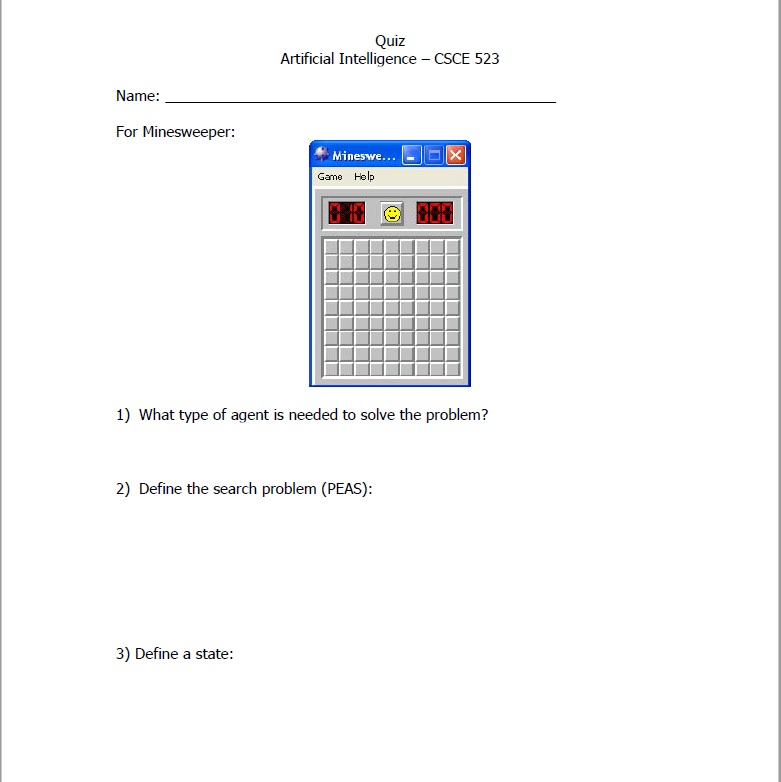 Quiz
Artificial Intelligence – CSCE 523
Name:
For Minesweeper:
Mineswe...
Game Help
010 000
1) What type of agent is needed to solve the problem?
2) Define the search problem (PEAS):
3) Define a state: